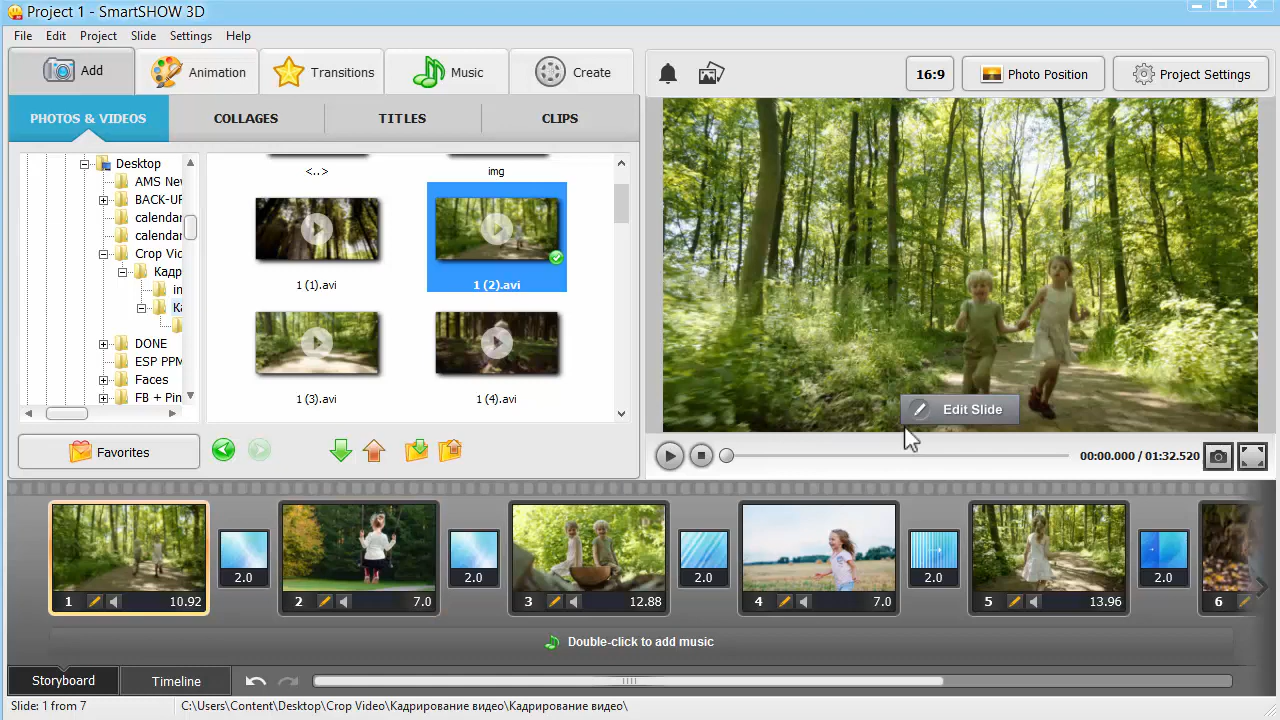 Project 1 - SmartSHOW 3D
File Edit Project Slide Settings Help
Add Animation Transitions Music Create
16:9 Photo Position Project Settings
PHOTOS & VIDEOS COLLAGES TITLES CLIPS
Desktop
AMS Nev
BACK-UP
calendar
calendar
Crop Vic
Кадри
in
Ка
DONE
ESP PPM
Faces
FB + Pin
<..> img
1 (1).avi 1 (2).avi
1 (3).avi 1 (4).avi
Favorites
Edit Slide
00:00.000 / 01:32.520
1 10.92 2.0 2 7.0 2.0 3 12.88 2.0 4 7.0 2.0 5 13.96 2.0 6
Double-click to add music
Storyboard Timeline
Slide: 1 from 7 C:\Users\Content\Desktop\Crop Video\Кадрирование видео\Кадрирование видео\